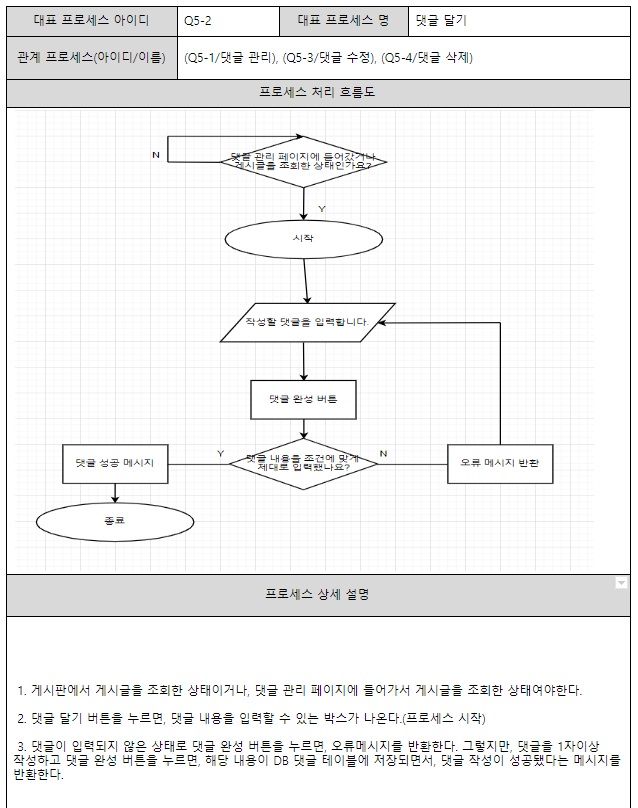 대표 프로세스 아이디 Q5-2 대표 프로세스 명 댓글 달기
관계 프로세스(아이디/이름) (Q5-1/댓글 관리), (Q5-3/댓글 수정), (Q5-4/댓글 삭제)
프로세스 처리 흐름도
댓글 관리 페이지에 들어갔거나
게시글을 조회한 상태인가요?
N
Y
시작
작성할 댓글을 입력합니다.
댓글 완성 버튼
댓글 내용을 조건에 맞게
제대로 입력했나요?
Y
N
댓글 성공 메시지
오류 메시지 반환
종료
프로세스 상세 설명
1. 게시판에서 게시글을 조회한 상태이거나, 댓글 관리 페이지에 들어가서 게시글을 조회한 상태여야한다.
2. 댓글 달기 버튼을 누르면, 댓글 내용을 입력할 수 있는 박스가 나온다.(프로세스 시작)
3. 댓글이 입력되지 않은 상태로 댓글 완성 버튼을 누르면, 오류메시지를 반환한다. 그렇지만, 댓글을 1자이상
작성하고 댓글 완성 버튼을 누르면, 해당 내용이 DB 댓글 테이블에 저장되면서, 댓글 작성이 성공됐다는 메시지를
반환한다.